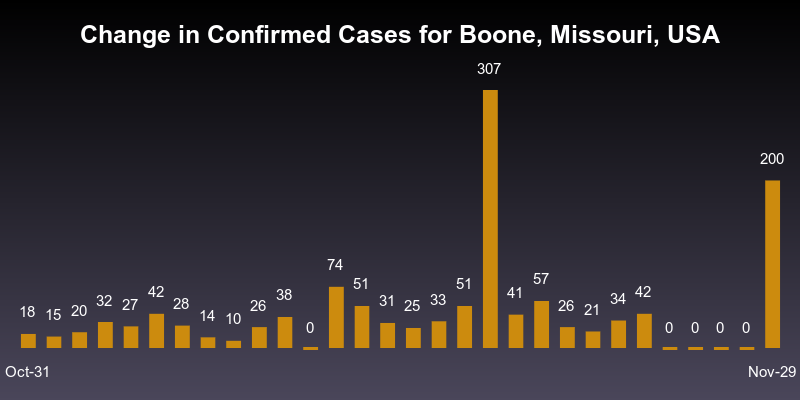 Change in Confirmed Cases for Boone, Missouri, USA
18 15 20 32 27 42 28 14 10 26 38 0 74 51 31 25 33 51 307 41 57 26 21 34 42 0 0 0 0 200
Oct-31 Nov-29